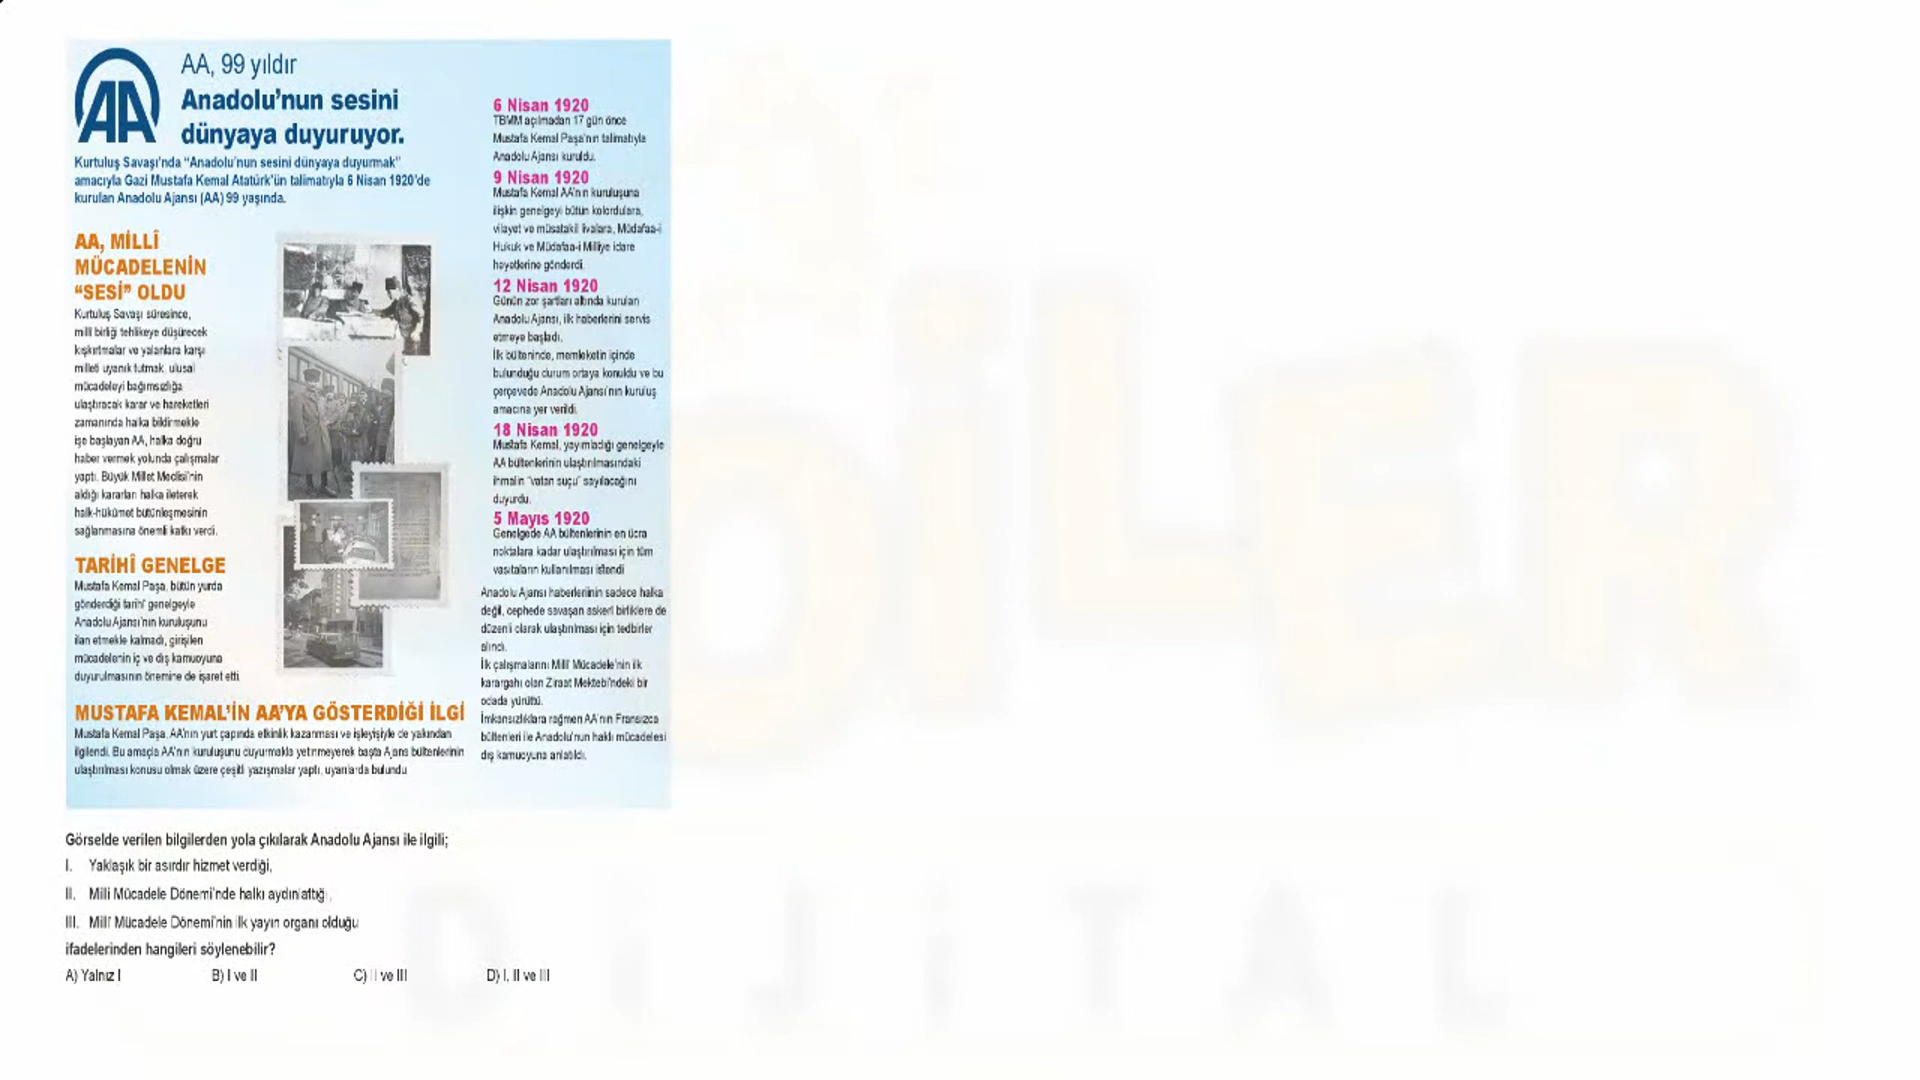 AA
AA, 99 yıldır
Anadolu'nun sesini
dünyaya duyuruyor.
Kurtuluş Savaşı'nda "Anadolu'nun sesini dünyaya duyurmak"
amacıyla Gazi Mustafa Kemal Atatürk'ün talimatıyla 6 Nisan 1920'de
kurulan Anadolu Ajansı (AA) 99 yaşında.
AA, MİLLÎ
MÜCADELENİN
"SESİ" OLDU
Kurtuluş Savaşı süresince,
millî birliği tehlikeye düşürecek
kışkırtmalar ve yalanlara karşı
milleti uyanık tutmak, ulusal
mücadeleyi bağımsızlığa
ulaştıracak karar ve hareketleri
zamanında halka bildirmekle
işe başlayan AA, halka doğru
haber vermek yolunda çalışmalar
yaptı. Büyük Millet Meclisi'nin
aldığı kararları halka ileterek
halk-hükûmet bütünleşmesinin
sağlanmasına önemli katkı verdi.
TARİHÎ GENELGE
Mustafa Kemal Paşa, bütün yurda
gönderdiği tarihî genelgeyle
Anadolu Ajansı'nın kuruluşunu
ilan etmekle kalmadı, girişilen
mücadelenin iç ve dış kamuoyuna
duyurulmasının önemine de işaret etti.
MUSTAFA KEMAL'İN AA'YA GÖSTERDİĞİ İLGİ
Mustafa Kemal Paşa, AA'nın yurt çapında etkinlik kazanması ve işleyişiyle de yakından
ilgilendi. Bu amaçla AA'nın kuruluşunu duyurmakla yetinmeyerek başta Ajans bültenlerinin
ulaştırılması konusu olmak üzere çeşitli yazışmalar yaptı, uyarılarda bulundu
6 Nisan 1920
TBMM açılmadan 17 gün önce
Mustafa Kemal Paşa'nın talimatıyla
Anadolu Ajansı kuruldu.
9 Nisan 1920
Mustafa Kemal AA'nın kuruluşuna
ilişkin genelgeyi bütün kolordulara,
vilayet ve müstakil livalara, Müdafaa-i
Hukuk ve Müdafaa-i Milliye idare
heyetlerine gönderdi.
12 Nisan 1920
Günün zor şartları altında kurulan
Anadolu Ajansı, ilk haberlerini servis
etmeye başladı.
İlk bülteninde, memleketin içinde
bulunduğu durum ortaya konuldu ve bu
çerçevede Anadolu Ajansı'nın kuruluş
amacına yer verildi.
18 Nisan 1920
Mustafa Kemal, yayımladığı genelgeyle
AA bültenlerinin ulaştırılmasındaki
ihmalin "vatan suçu" sayılacağını
duyurdu.
5 Mayıs 1920
Genelgede AA bültenlerinin en ücra
noktalara kadar ulaştırılması için tüm
vasıtaların kullanılması istendi
Anadolu Ajansı haberlerinin sadece halka
değil, cephede savaşan askerî birliklere de
düzenli olarak ulaştırılması için tedbirler
alındı.
İlk çalışmalarını Millî Mücadele'nin ilk
karargahı olan Ziraat Mektebi'ndeki bir
odada yürüttü.
İmkansızlıklara rağmen AA'nın Fransızca
bültenleri ile Anadolu'nun haklı mücadelesi
dış kamuoyuna anlatıldı.
Görselde verilen bilgilerden yola çıkılarak Anadolu Ajansı ile ilgili;
I. Yaklaşık bir asırdır hizmet verdiği,
II. Millî Mücadele Dönemi'nde halkı aydınlattığı,
III. Millî Mücadele Dönemi'nin ilk yayın organı olduğu
ifadelerinden hangileri söylenebilir?
A) Yalnız I B) I ve II C) II ve III D) I, II ve III
DİJİTAL